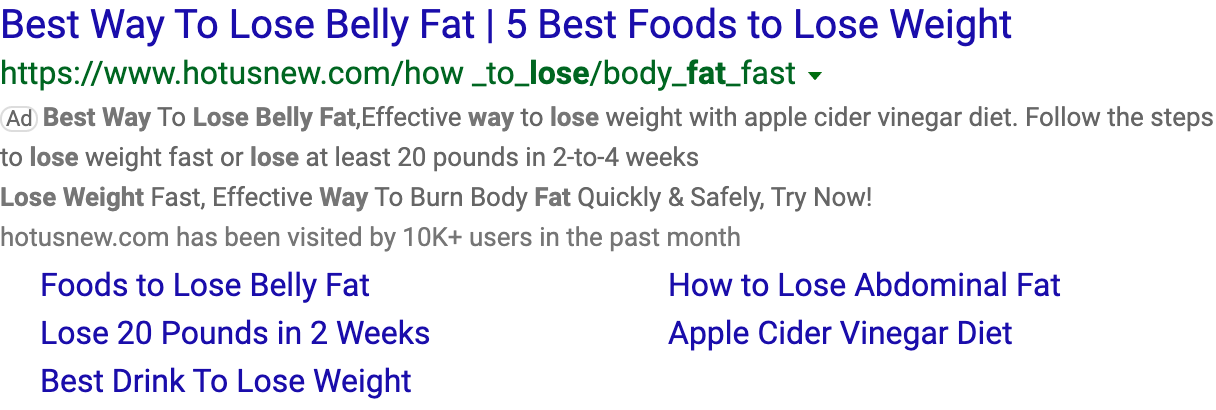 Best Way To Lose Belly Fat | 5 Best Foods to Lose Weight
https://www.hotusnew.com/how _to_lose/body_fat_fast
Ad Best Way To Lose Belly Fat,Effective way to lose weight with apple cider vinegar diet. Follow the steps
to lose weight fast or lose at least 20 pounds in 2-to-4 weeks
Lose Weight Fast, Effective Way To Burn Body Fat Quickly & Safely, Try Now!
hotusnew.com has been visited by 10K+ users in the past month
Foods to Lose Belly Fat How to Lose Abdominal Fat
Lose 20 Pounds in 2 Weeks Apple Cider Vinegar Diet
Best Drink To Lose Weight